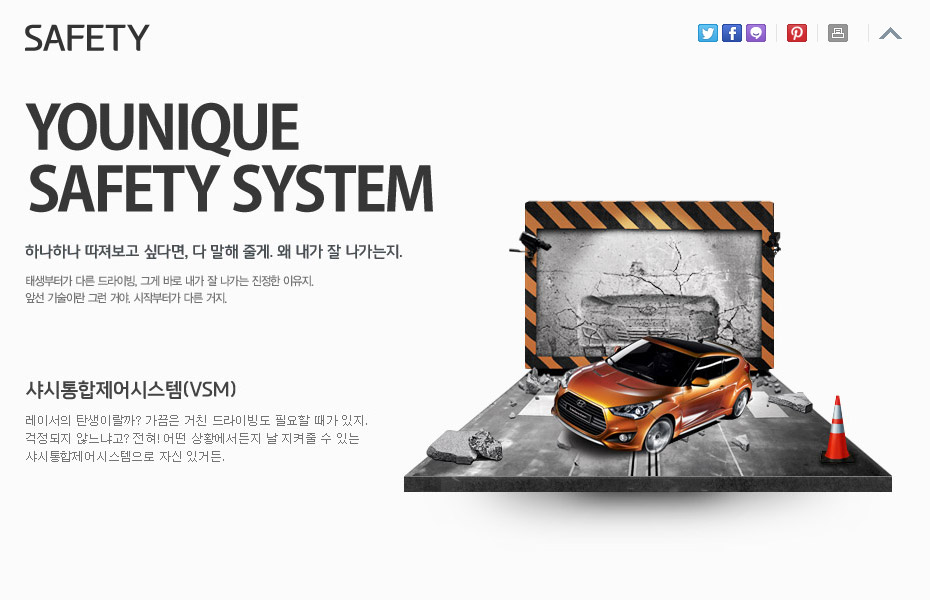 SAFETY
YOUNIQUE
SAFETY SYSTEM
하나하나 따져보고 싶다면, 다 말해 줄게. 왜 내가 잘 나가는지.
태생부터가 다른 드라이빙, 그게 바로 내가 잘 나가는 진정한 이유지.
앞선 기술이란 그런 거야. 시작부터가 다른 거지.
샤시통합제어시스템(VSM)
레이서의 탄생이랄까? 가끔은 거친 드라이빙도 필요할 때가 있지.
걱정되지 않느냐고? 전혀! 어떤 상황에서든지 날 지켜줄 수 있는
샤시통합제어시스템으로 자신 있거든.